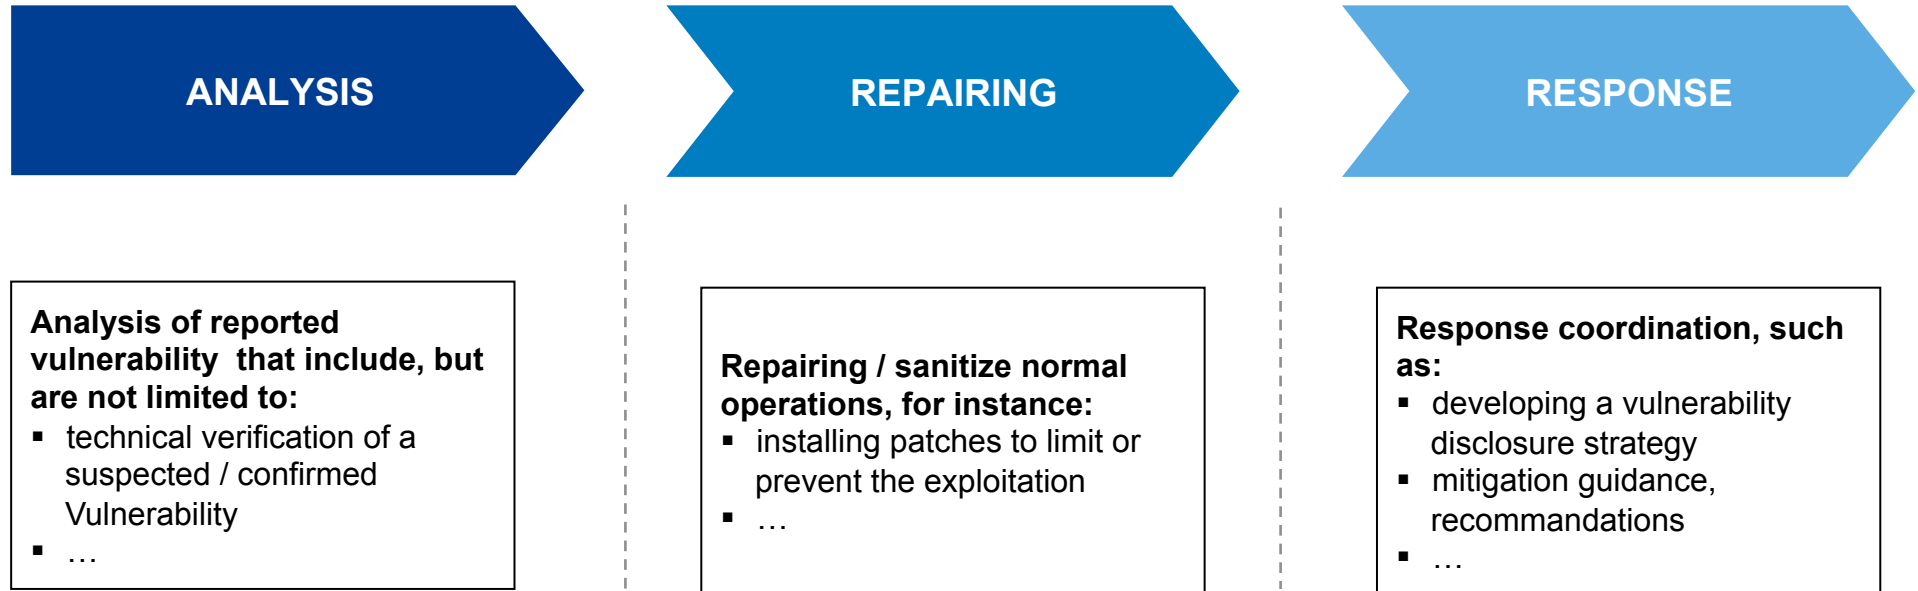 ANALYSIS
REPAIRING
RESPONSE
Analysis of reported
vulnerability  that include, but
are not limited to:
▪ technical verification of a
suspected / confirmed
Vulnerability
▪ …
Repairing / sanitize normal
operations, for instance:
▪ installing patches to limit or
prevent the exploitation
▪ …
Response coordination, such
as:
▪ developing a vulnerability
disclosure strategy
▪ mitigation guidance,
recommandations
▪ …